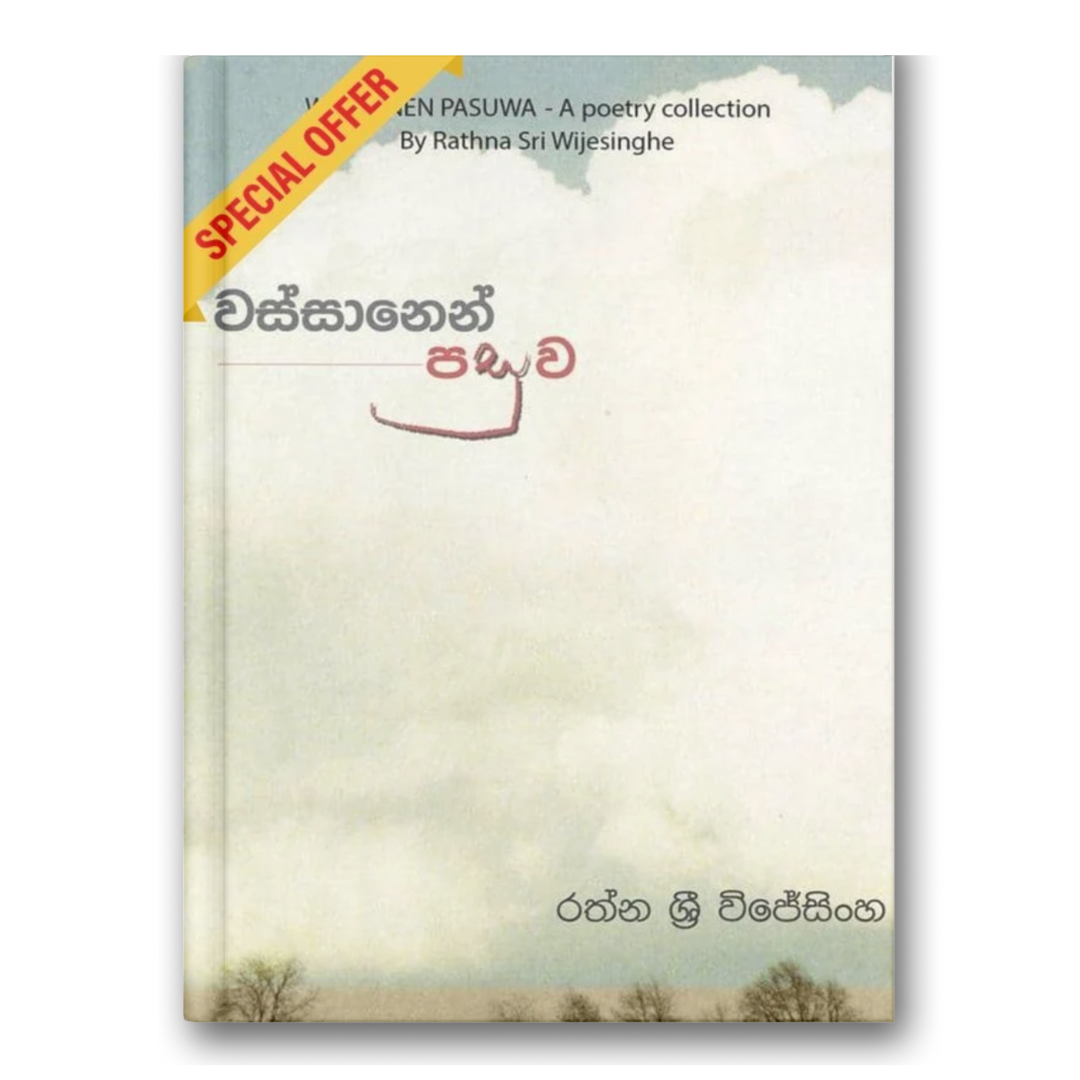 SPECIAL OFFER
PASUWA - A poetry collection
By Rathna Sri Wijesinghe
වස්සානෙන්
පසුව
රත්න ශ්‍රී විජේසිංහ